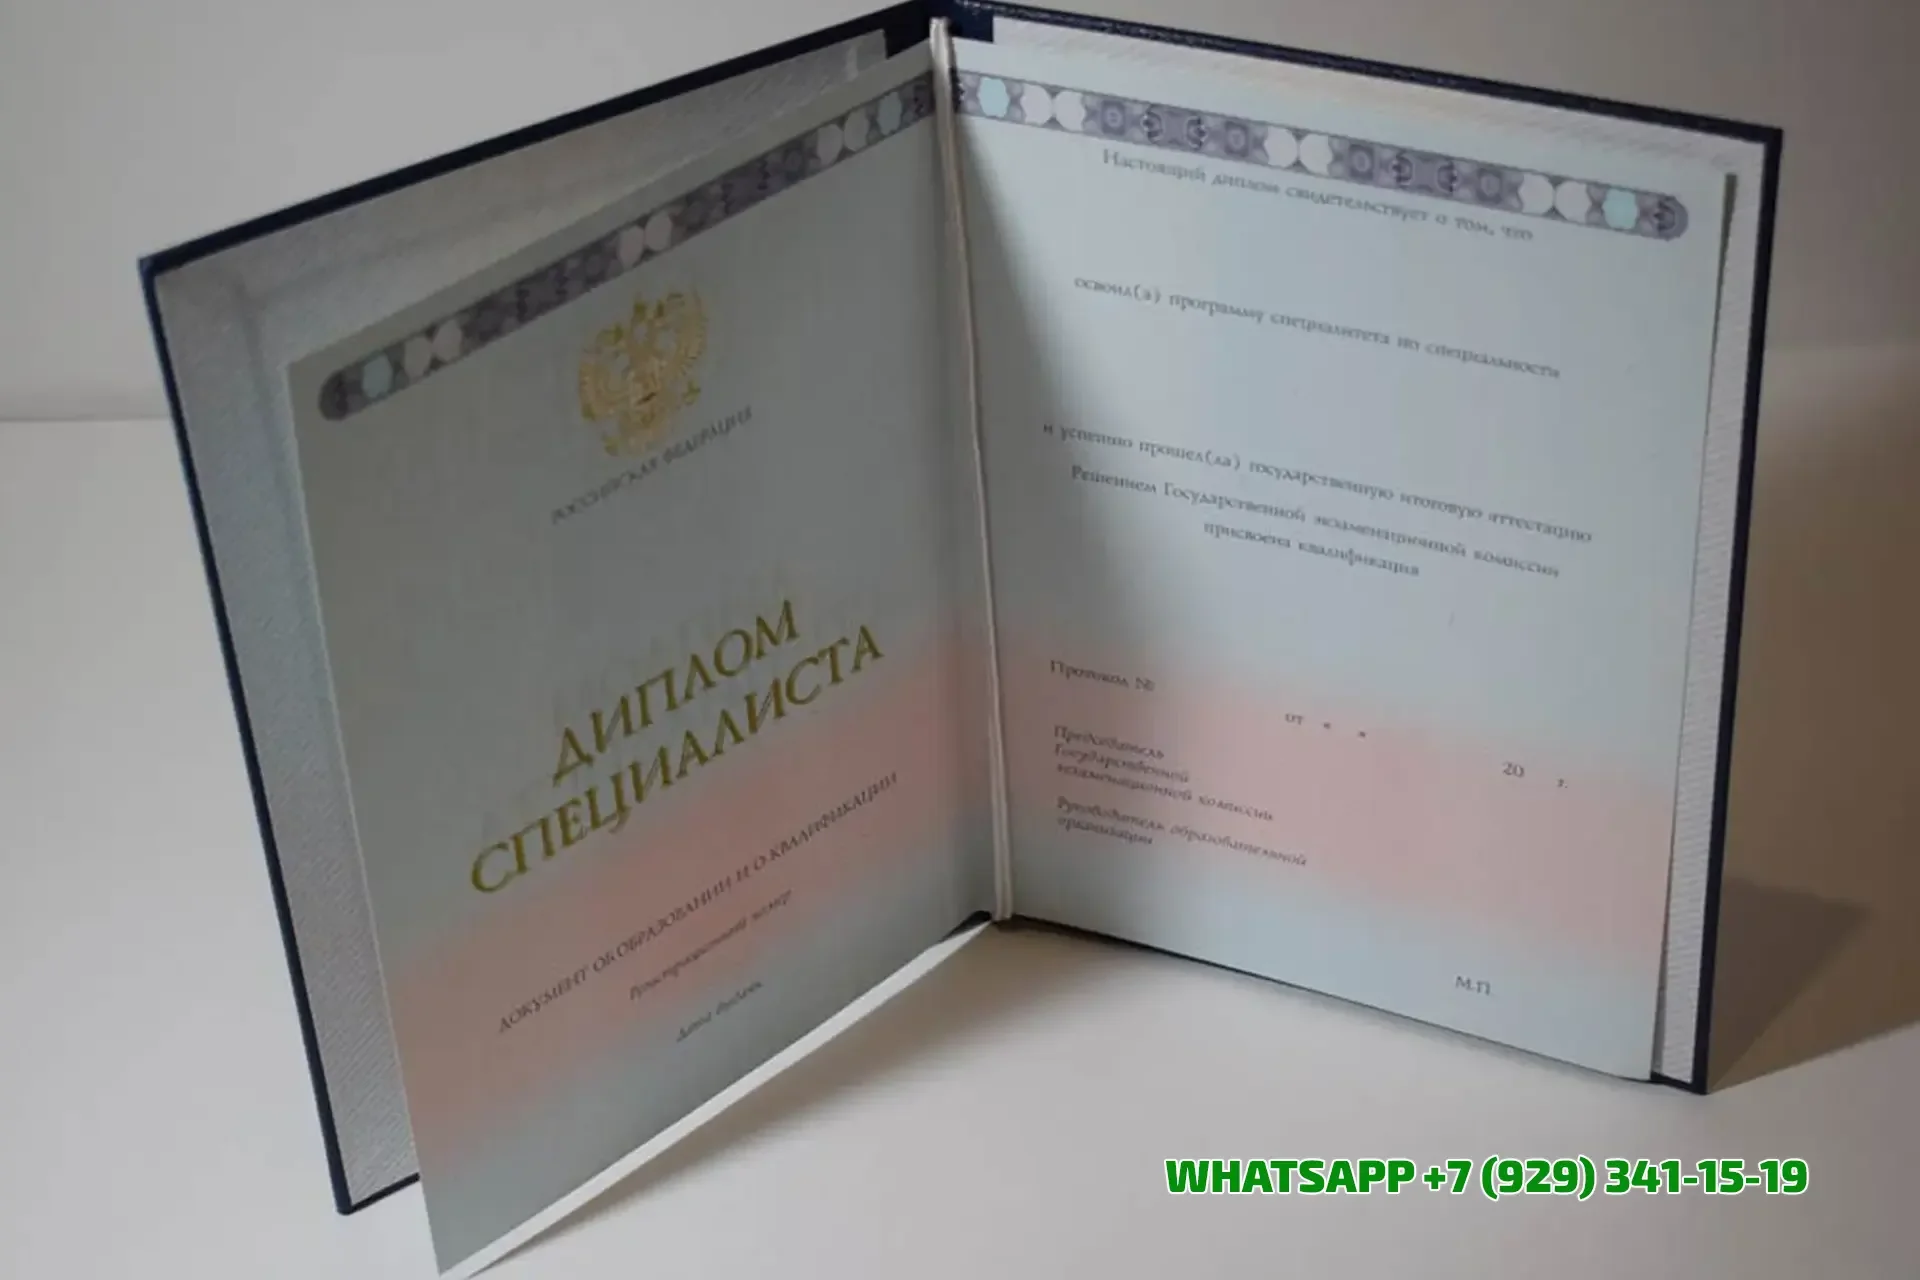 РОССИЙСКАЯ ФЕДЕРАЦИЯ
ДИПЛОМ
СПЕЦИАЛИСТА
ДОКУМЕНТ ОБ ОБРАЗОВАНИИ И О КВАЛИФИКАЦИИ
Регистрационный номер
Дата выдачи
Настоящий диплом свидетельствует о том, что
освоил(а) программу специалитета по специальности
и успешно прошел(ла) государственную итоговую аттестацию
Решением Государственной экзаменационной комиссии
присвоена квалификация
Протокол №
от « »
20 г.
Председатель
Государственной
экзаменационной комиссии
Руководитель образовательной
организации
М.П.
WHATSAPP +7 (929) 341-15-19